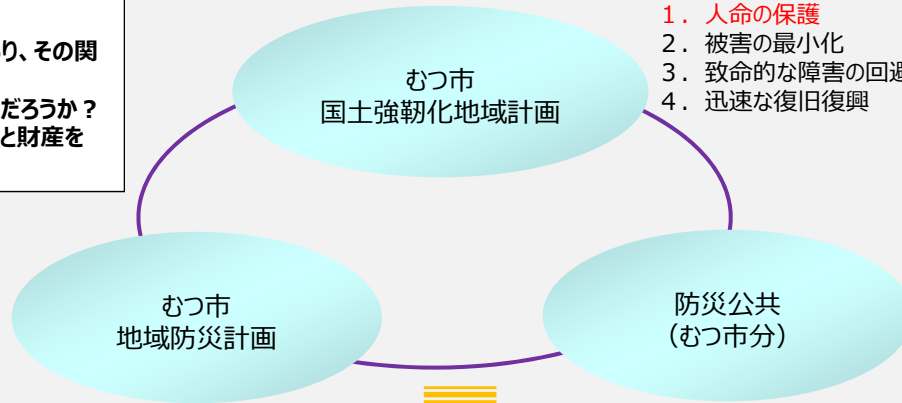 り、その関
だろうか？
と財産を
むつ市
国土強靭化地域計画
１．人命の保護
２．被害の最小化
３．致命的な障害の回避
４．迅速な復旧復興
むつ市
地域防災計画
防災公共
（むつ市分）